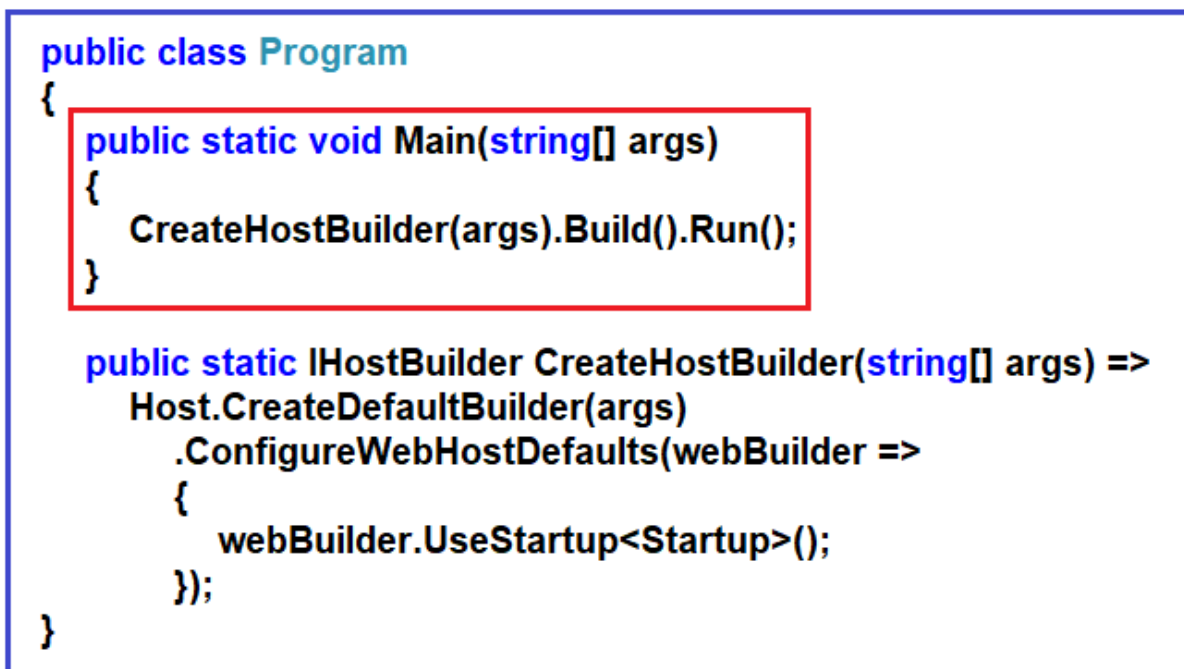 public class Program
{
public static void Main(string[] args)
{
CreateHostBuilder(args).Build().Run();
}
public static IHostBuilder CreateHostBuilder(string[] args) =>
Host.CreateDefaultBuilder(args)
.ConfigureWebHostDefaults(webBuilder =>
{
webBuilder.UseStartup<Startup>();
});
}